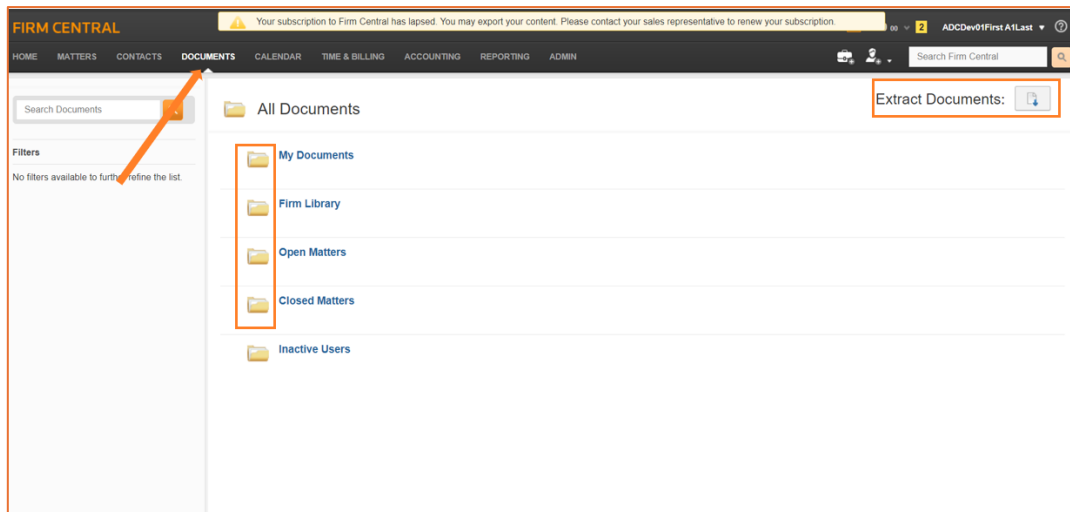 Your subscription to Firm Central has lapsed. You may export your content. Please contact your sales representative to renew your subscription.
FIRM CENTRAL
2 ADCDev01First A1Last
HOME MATTERS CONTACTS DOCUMENTS CALENDAR TIME & BILLING ACCOUNTING REPORTING ADMIN
Search Firm Central
Search Documents
All Documents
Extract Documents:
Filters
No filters available to further refine the list.
My Documents
Firm Library
Open Matters
Closed Matters
Inactive Users